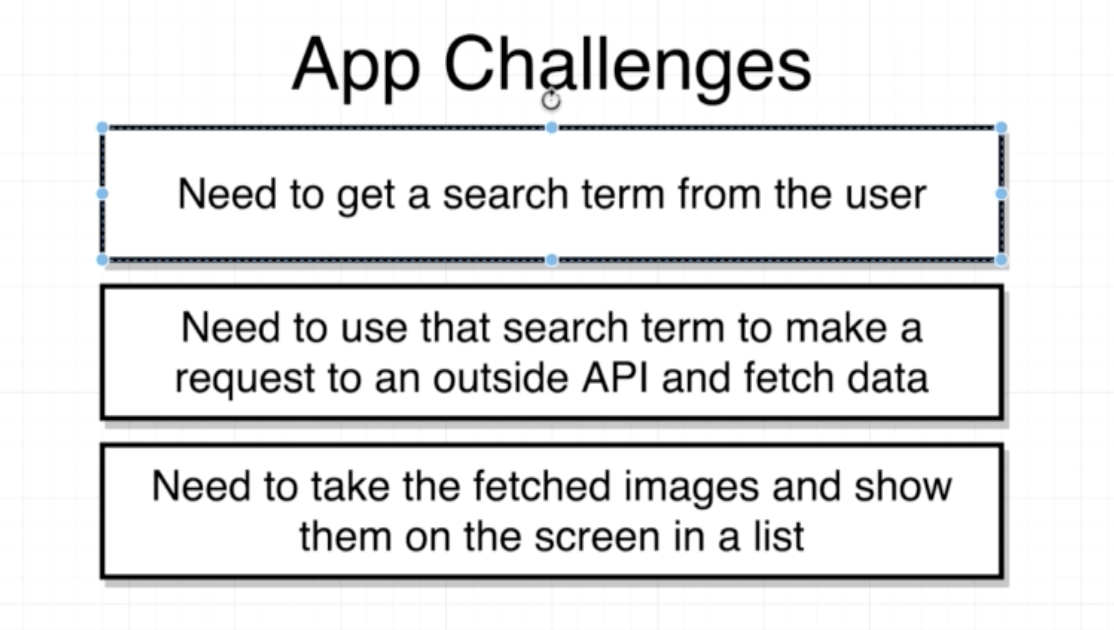 App Challenges
Need to get a search term from the user
Need to use that search term to make a
request to an outside API and fetch data
Need to take the fetched images and show
them on the screen in a list